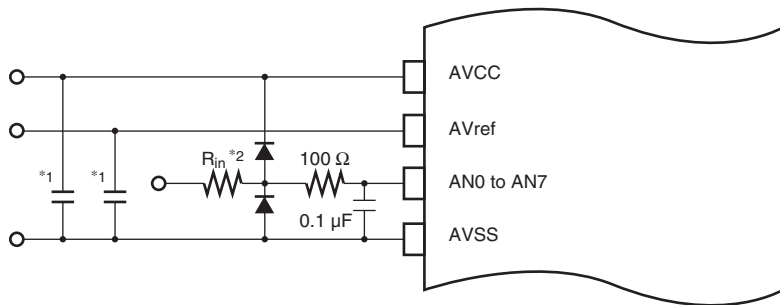 AVCC
AVref
Rin *2
100 Ω
*1
*1
AN0 to AN7
0.1 µF
AVSS